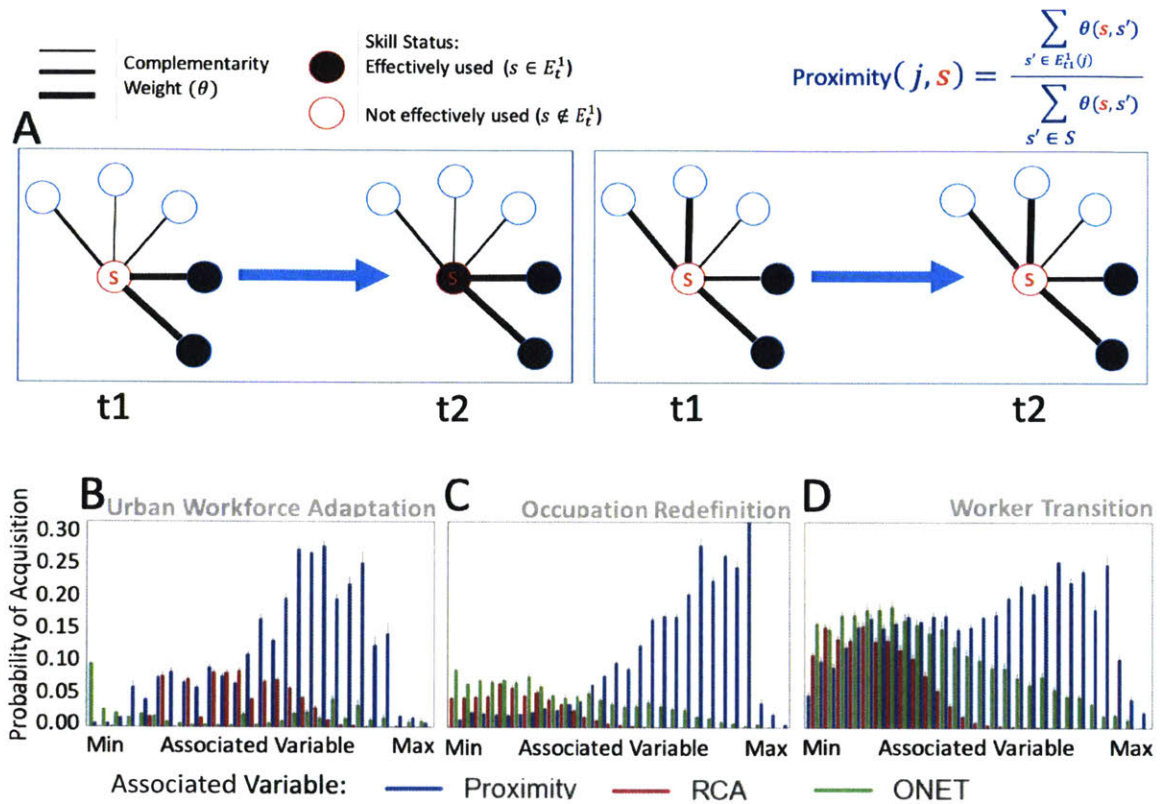 Complementarity
Weight (θ)
Skill Status:
Effectively used (s ∈ E_t^1)
Not effectively used (s ∉ E_t^1)
Proximity(j, s) = ∑_{s' ∈ E_{t1}^1(j)} θ(s, s') / ∑_{s' ∈ S} θ(s, s')
A
S S S S
t1 t2 t1 t2
B Urban Workforce Adaptation C Occupation Redefinition D Worker Transition
Probability of Acquisition
0.30
0.25
0.20
0.15
0.10
0.05
0.00
Min Associated Variable Max Min Associated Variable Max Min Associated Variable Max
Associated Variable: Proximity RCA ONET